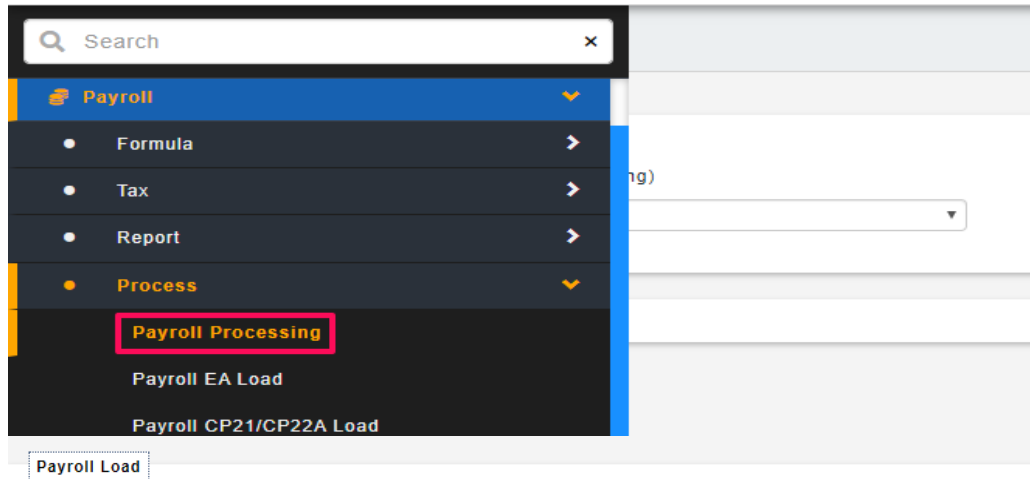 Search ×
Payroll
Formula
Tax
Report
Process
Payroll Processing
Payroll EA Load
Payroll CP21/CP22A Load
Payroll Load